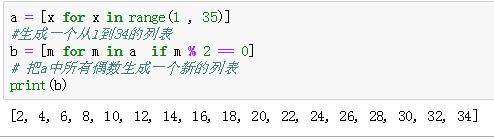 a = [x for x in range(1 , 35)]
#生成一个从1到34的列表
b = [m for m in a  if m % 2 == 0]
# 把a中所有偶数生成一个新的列表
print(b)
[2, 4, 6, 8, 10, 12, 14, 16, 18, 20, 22, 24, 26, 28, 30, 32, 34]